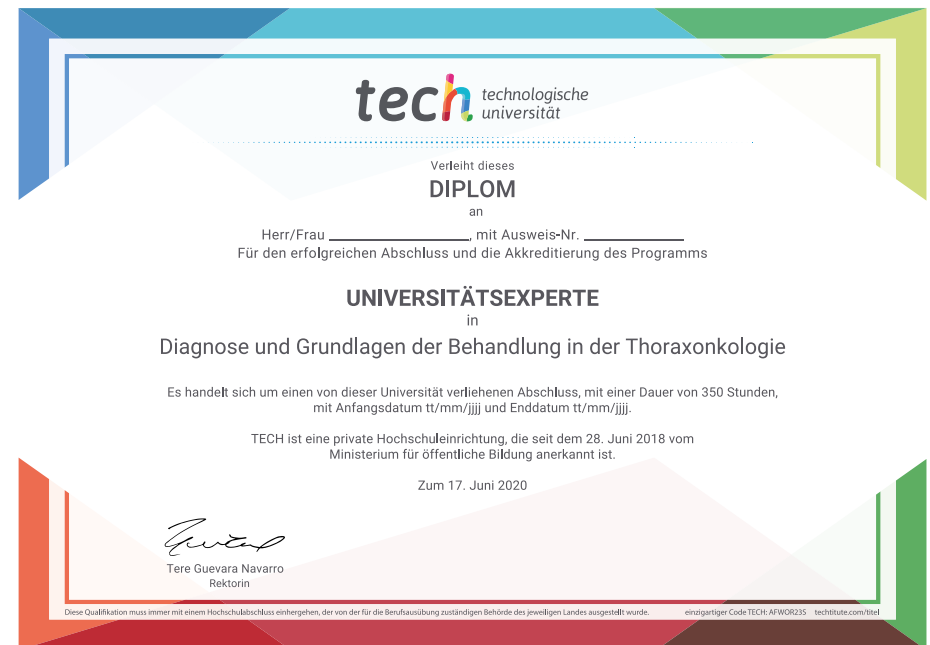 tech technologische
universität
Verleiht dieses
DIPLOM
an
Herr/Frau ____________________, mit Ausweis-Nr. ______________
Für den erfolgreichen Abschluss und die Akkreditierung des Programms
UNIVERSITÄTSEXPERTE
in
Diagnose und Grundlagen der Behandlung in der Thoraxonkologie
Es handelt sich um einen von dieser Universität verliehenen Abschluss, mit einer Dauer von 350 Stunden,
mit Anfangsdatum tt/mm/jjjj und Enddatum tt/mm/jjjj.
TECH ist eine private Hochschuleinrichtung, die seit dem 28. Juni 2018 vom
Ministerium für öffentliche Bildung anerkannt ist.
Zum 17. Juni 2020
Tere Guevara Navarro
Rektorin
Diese Qualifikation muss immer mit einem Hochschulabschluss einhergehen, der von der für die Berufsausübung zuständigen Behörde des jeweiligen Landes ausgestellt wurde. einzigartiger Code TECH: AFWOR23S techtitute.com/titel